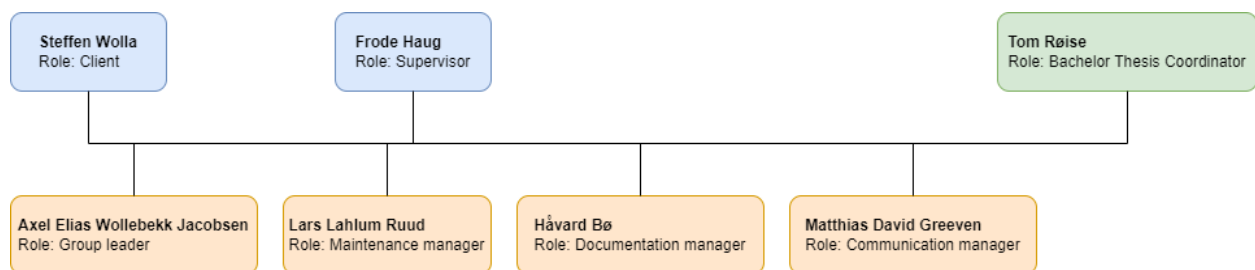 Steffen Wolla
Role: Client
Frode Haug
Role: Supervisor
Tom Røise
Role: Bachelor Thesis Coordinator
Axel Elias Wollebekk Jacobsen
Role: Group leader
Lars Lahlum Ruud
Role: Maintenance manager
Håvard Bø
Role: Documentation manager
Matthias David Greeven
Role: Communication manager